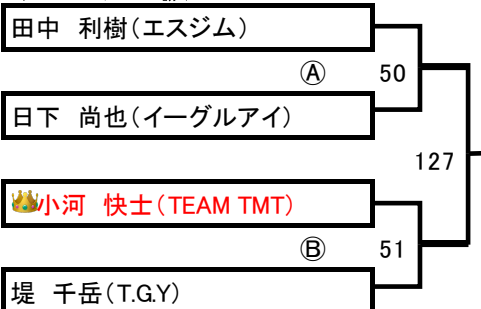 田中　利樹（エスジム）
Ⓐ 50
日下　尚也（イーグルアイ）
127
小河　快士（TEAM TMT）
Ⓑ 51
堤　千岳（T.G.Y）